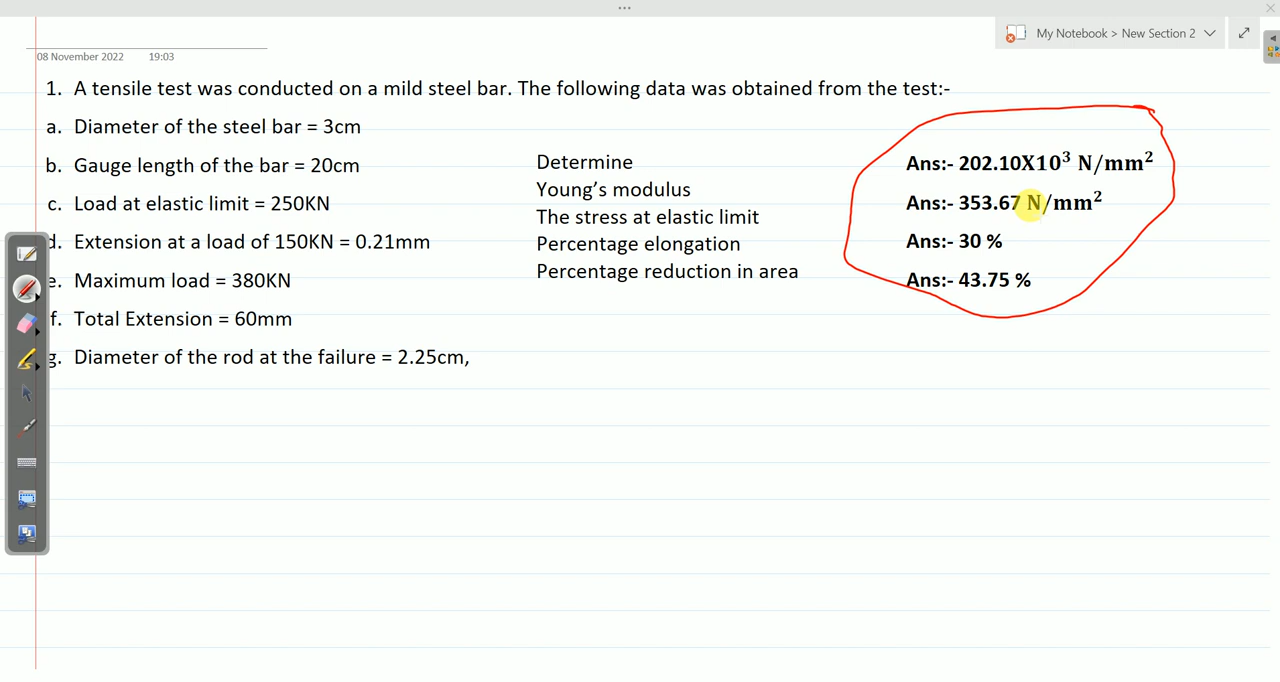 My Notebook > New Section 2
08 November 2022 19:03
1. A tensile test was conducted on a mild steel bar. The following data was obtained from the test:-
a. Diameter of the steel bar = 3cm
b. Gauge length of the bar = 20cm
c. Load at elastic limit = 250KN
d. Extension at a load of 150KN = 0.21mm
e. Maximum load = 380KN
f. Total Extension = 60mm
g. Diameter of the rod at the failure = 2.25cm,
Determine
Young’s modulus
The stress at elastic limit
Percentage elongation
Percentage reduction in area
Ans:- 202.10X10³ N/mm²
Ans:- 353.67 N/mm²
Ans:- 30 %
Ans:- 43.75 %